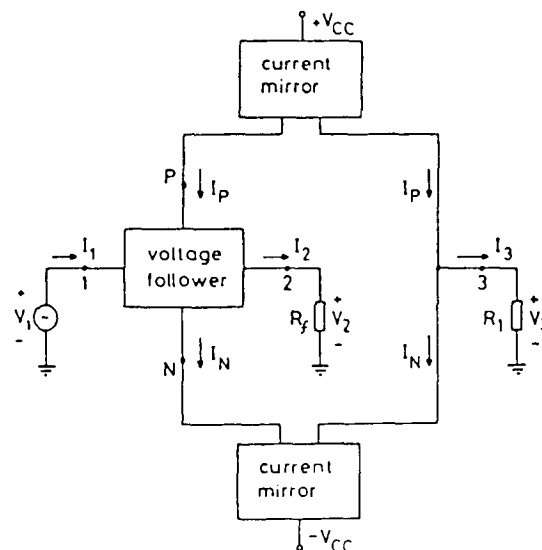 +VCC
current
mirror
P
IP
IP
I1
voltage
follower
I2
I3
1
2
3
+
V1
-
~
Rf
+
V2
-
R1
+
V3
-
N
IN
IN
current
mirror
-VCC